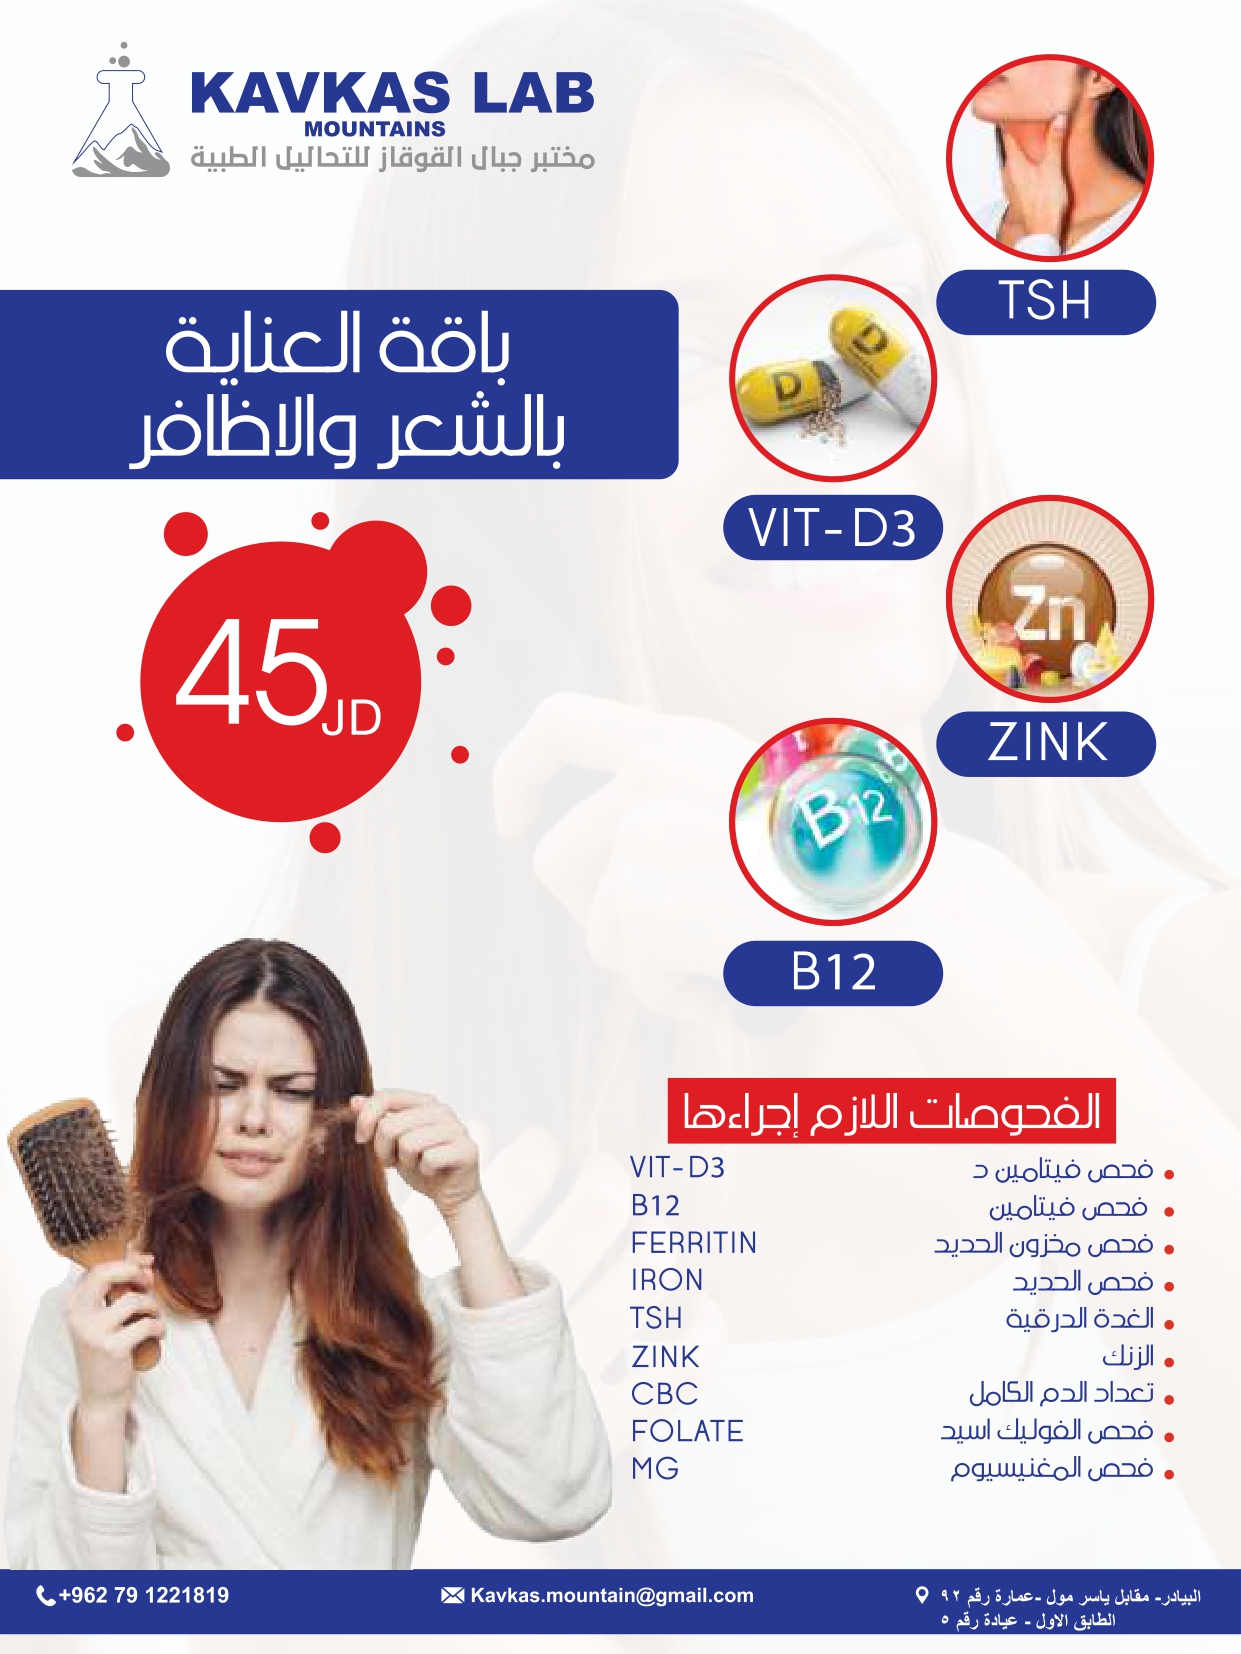 KAVKAS LAB
MOUNTAINS
مختبر جبال القوقاز للتحاليل الطبية
TSH
باقة العناية
بالشعر والاظافر
D
D
VIT-D3
45JD
Zn
ZINK
B12
B12
الفحوصات اللازم إجراءها
فحص فيتامين د VIT-D3
فحص فيتامين B12
فحص مخزون الحديد FERRITIN
فحص الحديد IRON
الغدة الدرقية TSH
الزنك ZINK
تعداد الدم الكامل CBC
فحص الفوليك اسيد FOLATE
فحص المغنيسيوم MG
+962 79 1221819
Kavkas.mountain@gmail.com
البيادر- مقابل ياسر مول -عمارة رقم ٩٢
الطابق الاول - عيادة رقم ٥